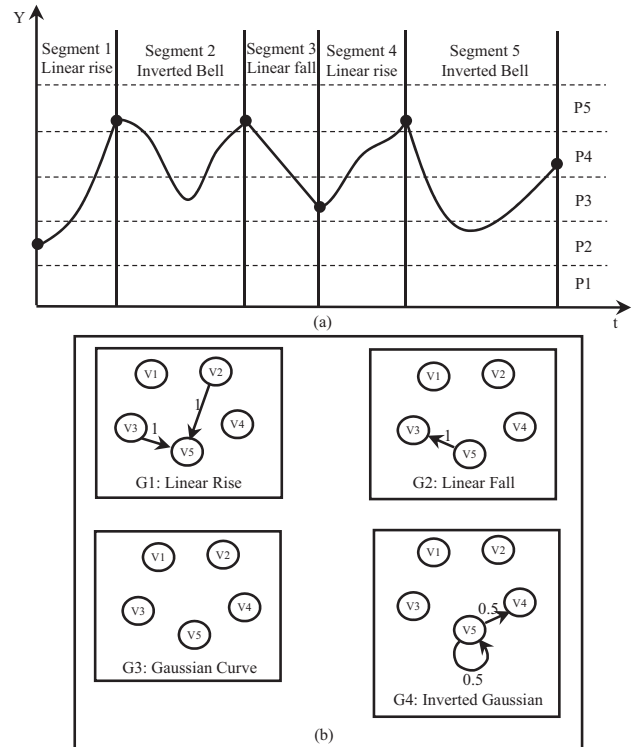 Y
Segment 1
Linear rise
Segment 2
Inverted Bell
Segment 3
Linear fall
Segment 4
Linear rise
Segment 5
Inverted Bell
P5
P4
P3
P2
P1
t
(a)
V1
V2
V3
V4
V5
1
1
G1: Linear Rise
V1
V2
V3
V4
V5
1
G2: Linear Fall
V1
V2
V3
V4
V5
G3: Gaussian Curve
V1
V2
V3
V4
V5
0.5
0.5
G4: Inverted Gaussian
(b)